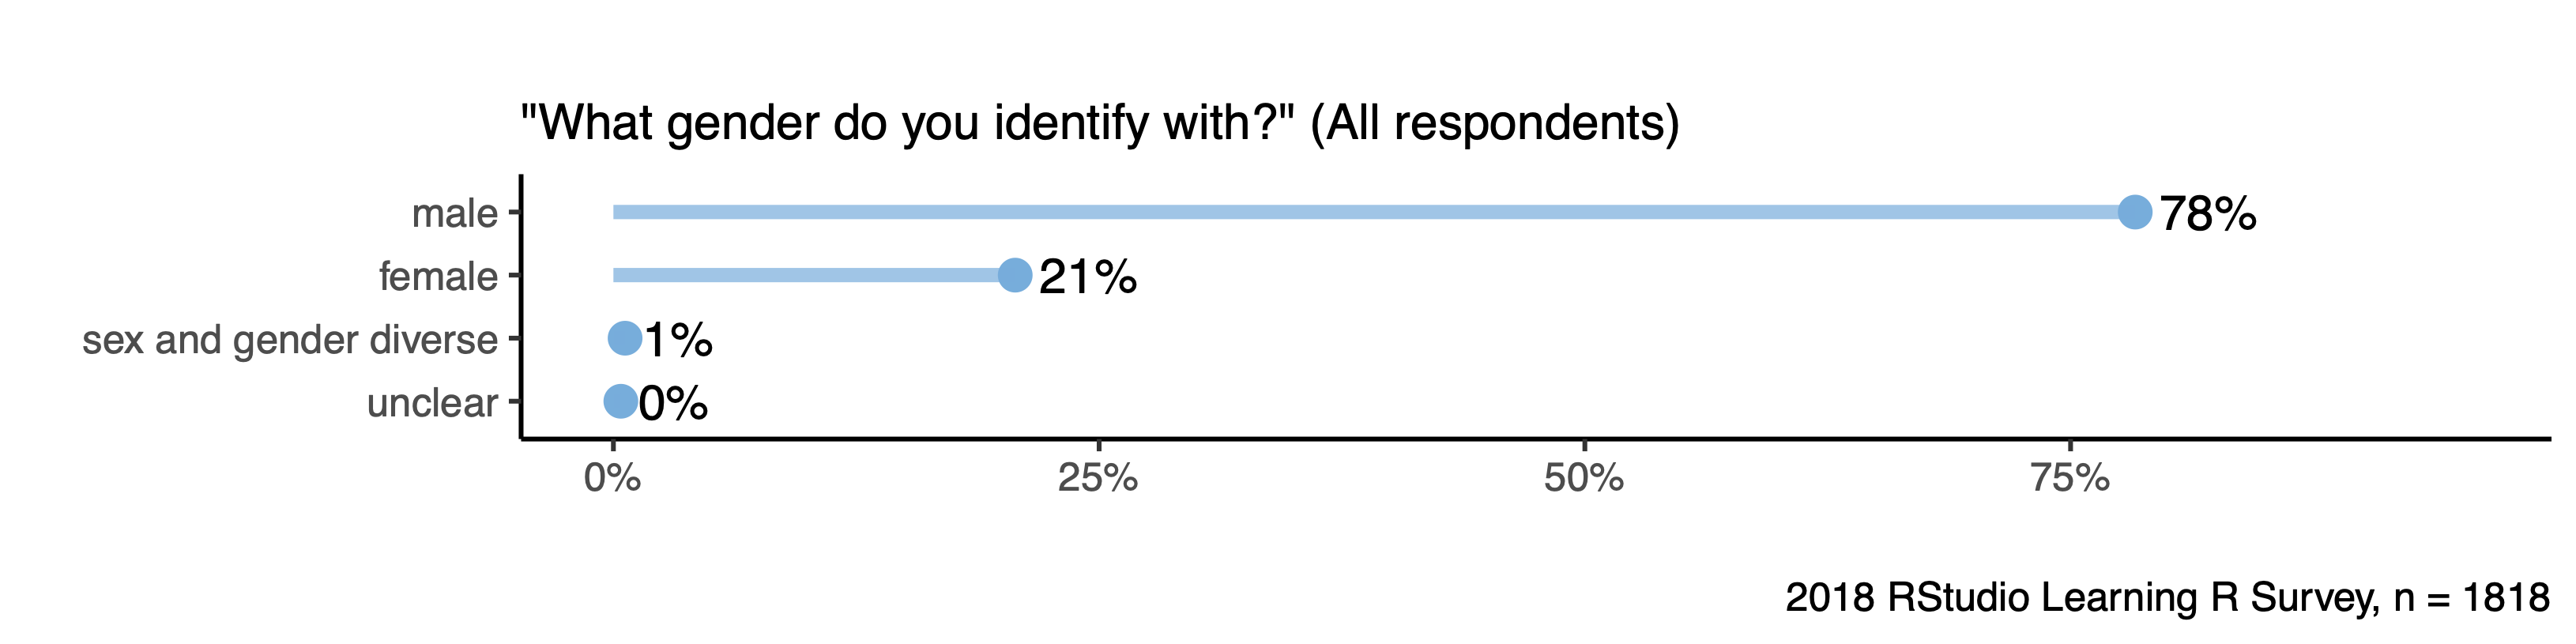 "What gender do you identify with?" (All respondents)
male 78%
female 21%
sex and gender diverse 1%
unclear 0%
0% 25% 50% 75%
2018 RStudio Learning R Survey, n = 1818